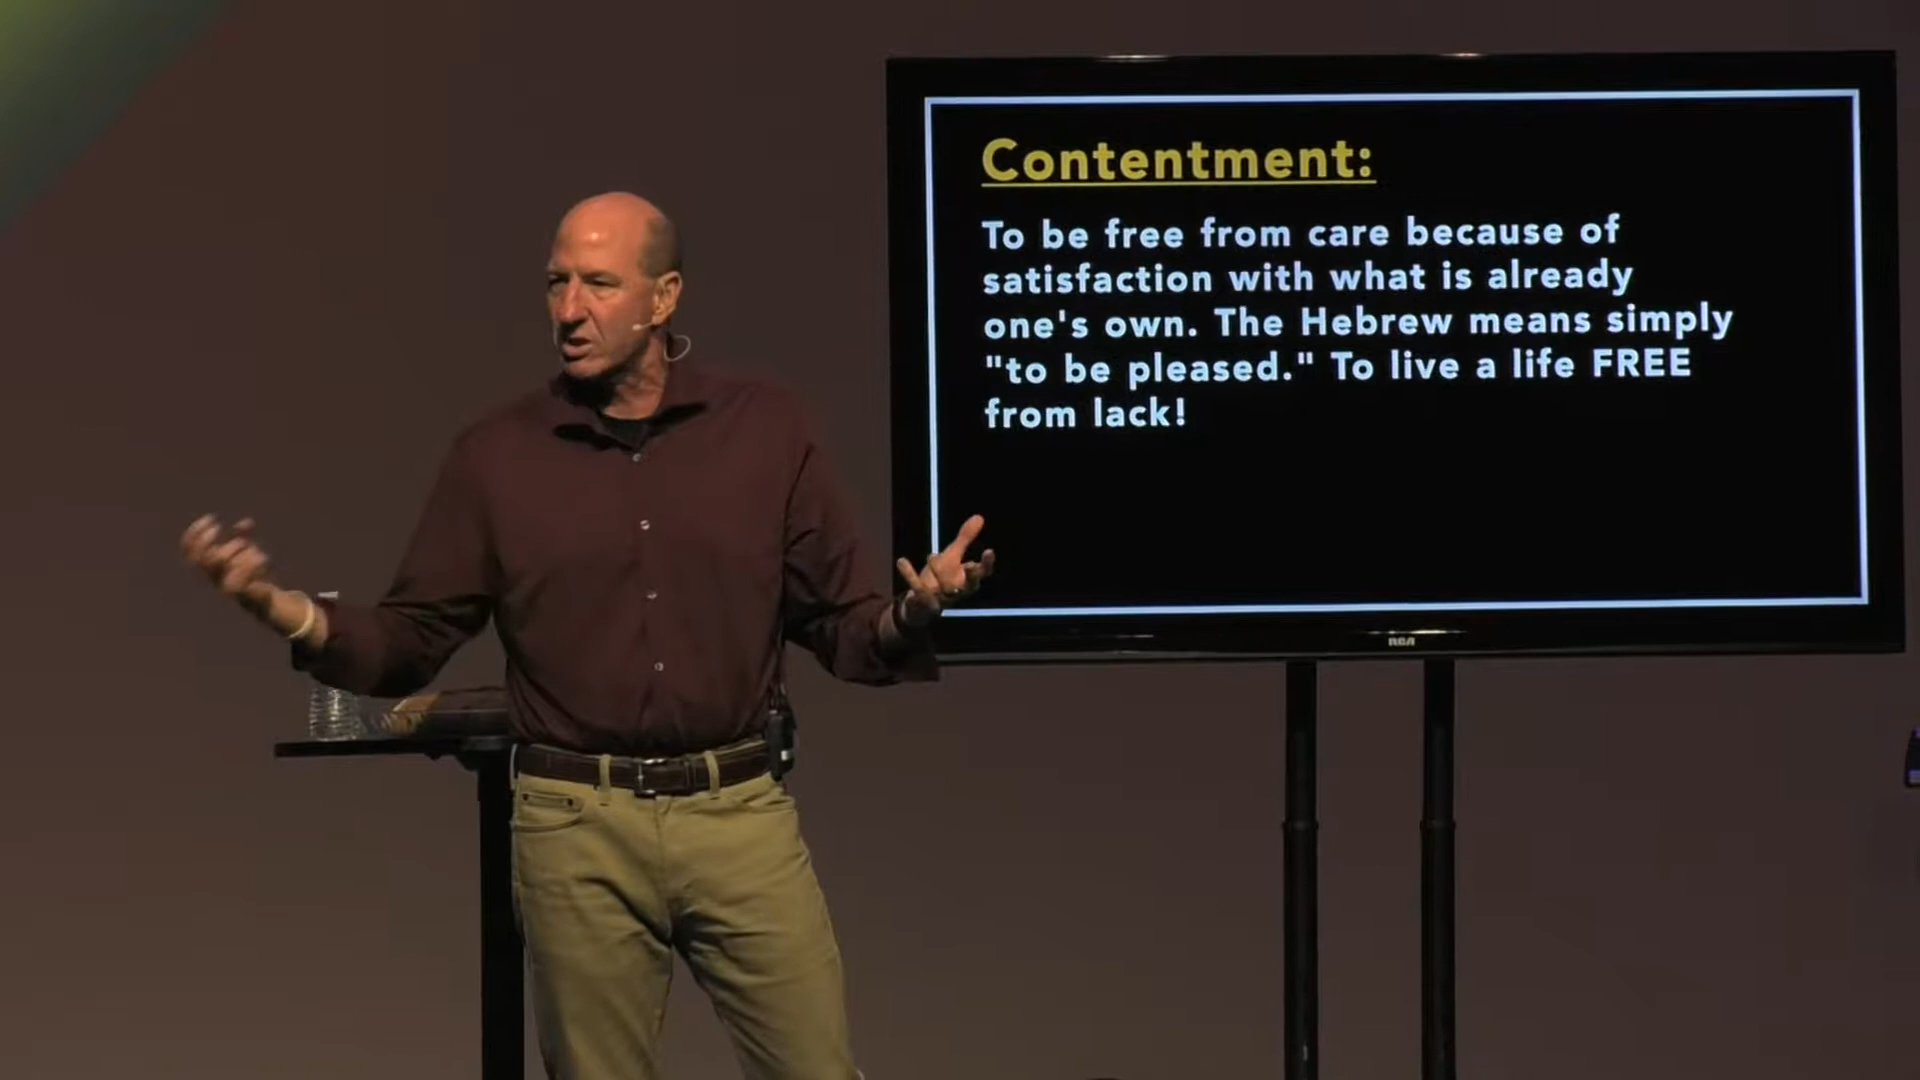 Contentment:
To be free from care because of
satisfaction with what is already
one's own. The Hebrew means simply
"to be pleased." To live a life FREE
from lack!
RCA